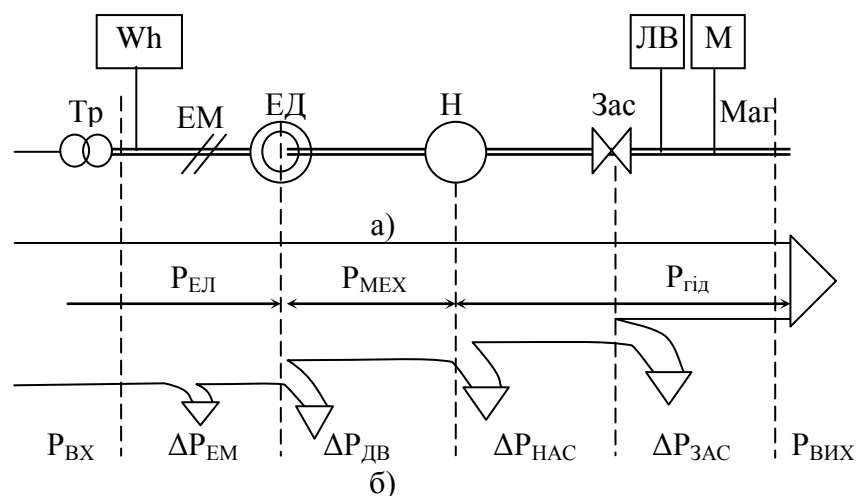 Wh ЛВ М
Тр ЕМ ЕД Н Зас Маг
а)
PЕЛ PМЕХ Pгід
PВХ ΔPЕМ ΔPДВ ΔPНАС ΔPЗАС PВИХ
б)